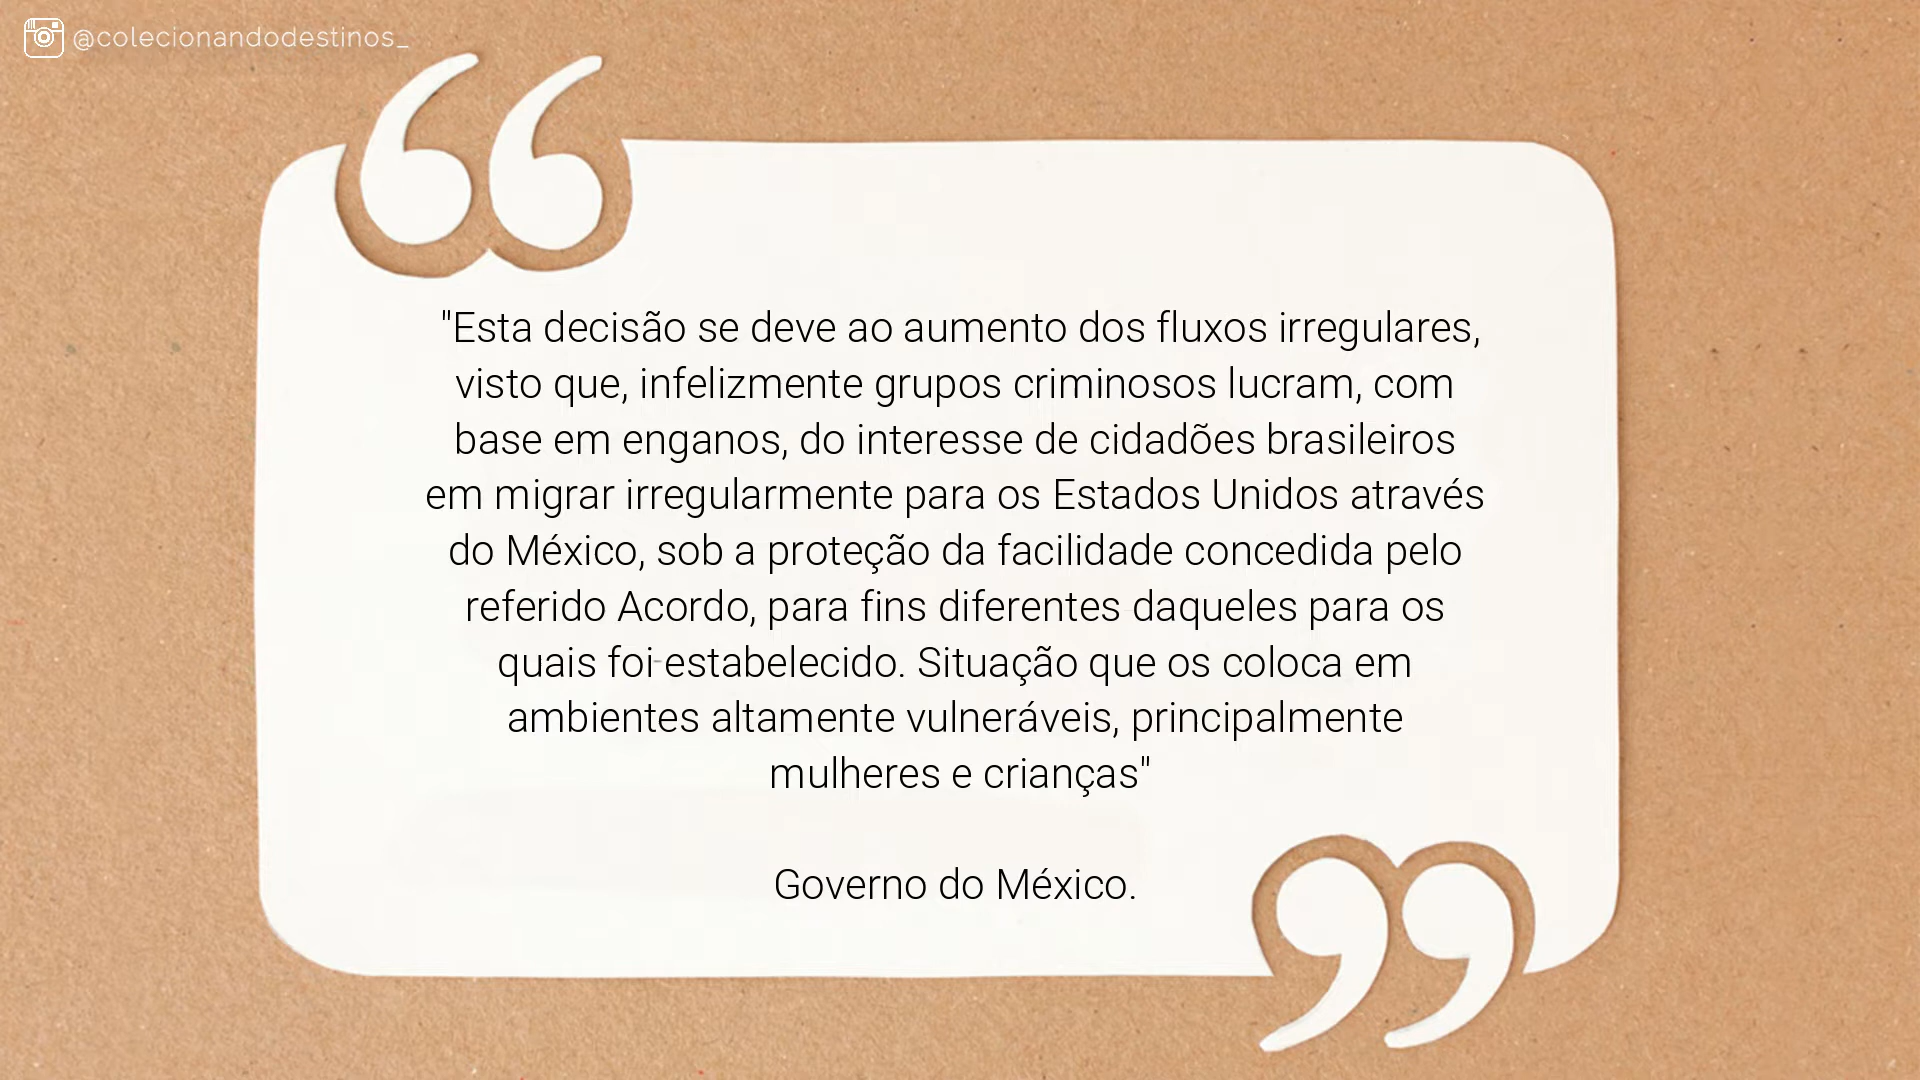 @colecionandodestinos_
"Esta decisão se deve ao aumento dos fluxos irregulares,
visto que, infelizmente grupos criminosos lucram, com
base em enganos, do interesse de cidadões brasileiros
em migrar irregularmente para os Estados Unidos através
do México, sob a proteção da facilidade concedida pelo
referido Acordo, para fins diferentes daqueles para os
quais foi estabelecido. Situação que os coloca em
ambientes altamente vulneráveis, principalmente
mulheres e crianças"
Governo do México.